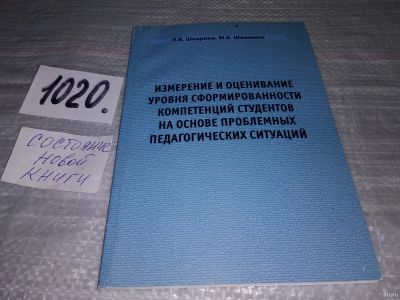 Л.В. Шкерина, М.Б. Шашкина
ИЗМЕРЕНИЕ И ОЦЕНИВАНИЕ
УРОВНЯ СФОРМИРОВАННОСТИ
КОМПЕТЕНЦИЙ СТУДЕНТОВ
НА ОСНОВЕ ПРОБЛЕМНЫХ
ПЕДАГОГИЧЕСКИХ СИТУАЦИЙ
1020.
СОСТОЯНИЕ
НОВОЙ
КНИГИ